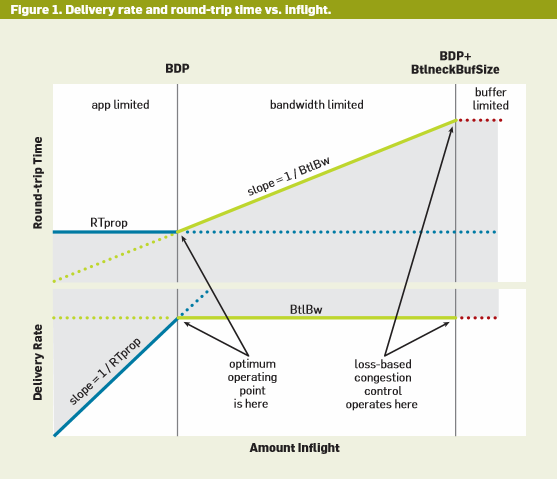 Figure 1. Delivery rate and round-trip time vs. inflight.
BDP
BDP+
BtlneckBufSize
app limited
bandwidth limited
buffer
limited
Round-trip Time
slope = 1 / BtlBw
RTprop
Delivery Rate
BtlBw
slope = 1 / RTprop
optimum
operating
point
is here
loss-based
congestion
control
operates here
Amount Inflight